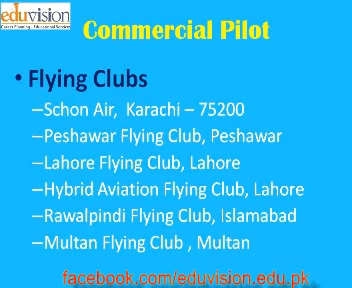 eduvision
Career Planning - Educational Services
Commercial Pilot
• Flying Clubs
–Schon Air, Karachi – 75200
–Peshawar Flying Club, Peshawar
–Lahore Flying Club, Lahore
–Hybrid Aviation Flying Club, Lahore
–Rawalpindi Flying Club, Islamabad
–Multan Flying Club , Multan
facebook.com/eduvision.edu.pk